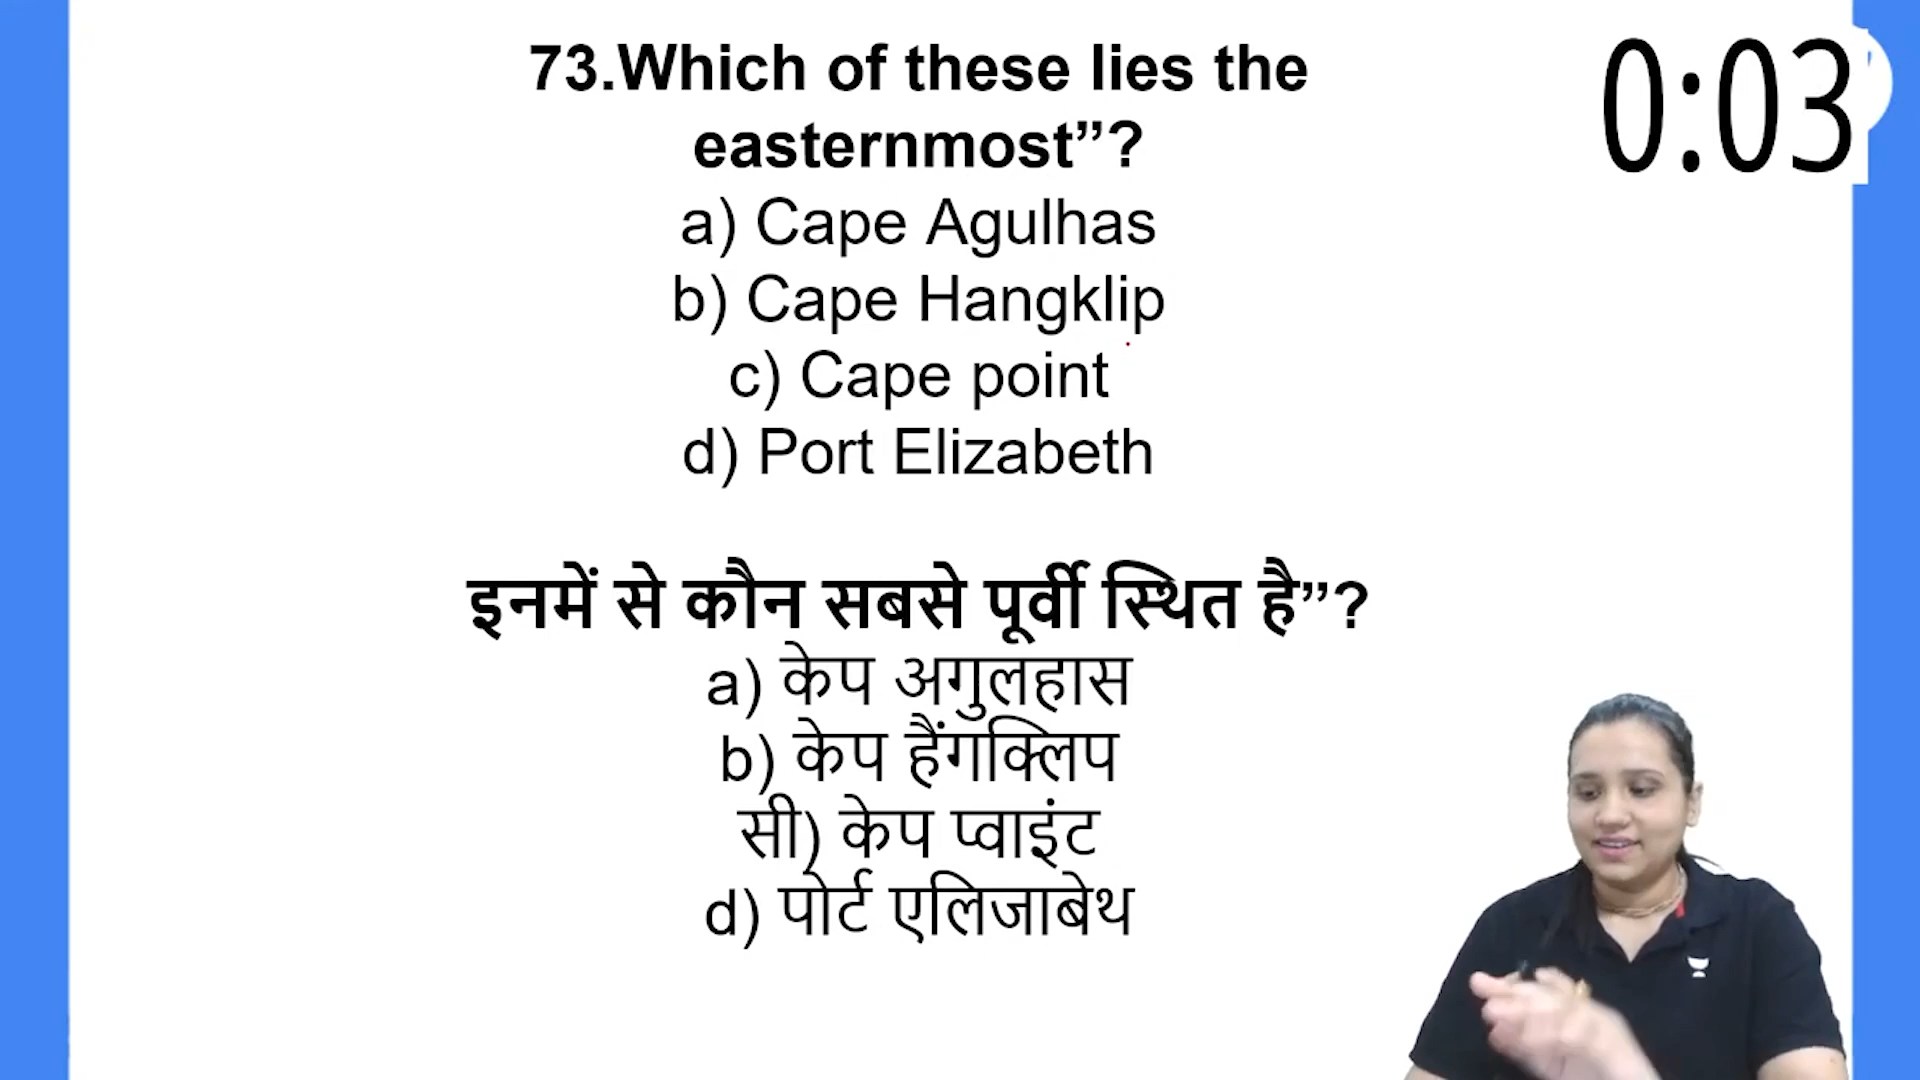 73.Which of these lies the
easternmost”?
a) Cape Agulhas
b) Cape Hangklip
c) Cape point
d) Port Elizabeth
इनमें से कौन सबसे पूर्वी स्थित है”?
a) केप अगुलहास
b) केप हैंगक्लिप
सी) केप प्वाइंट
d) पोर्ट एलिजाबेथ
0:03